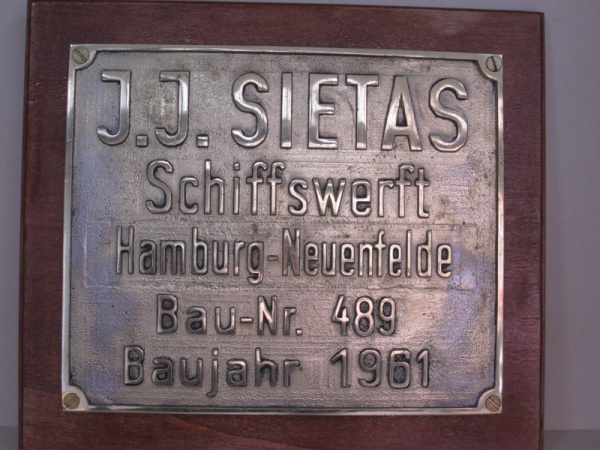 J.J. SIETAS
Schiffswerft
Hamburg-Neuenfelde
Bau-Nr. 489
Baujahr 1961